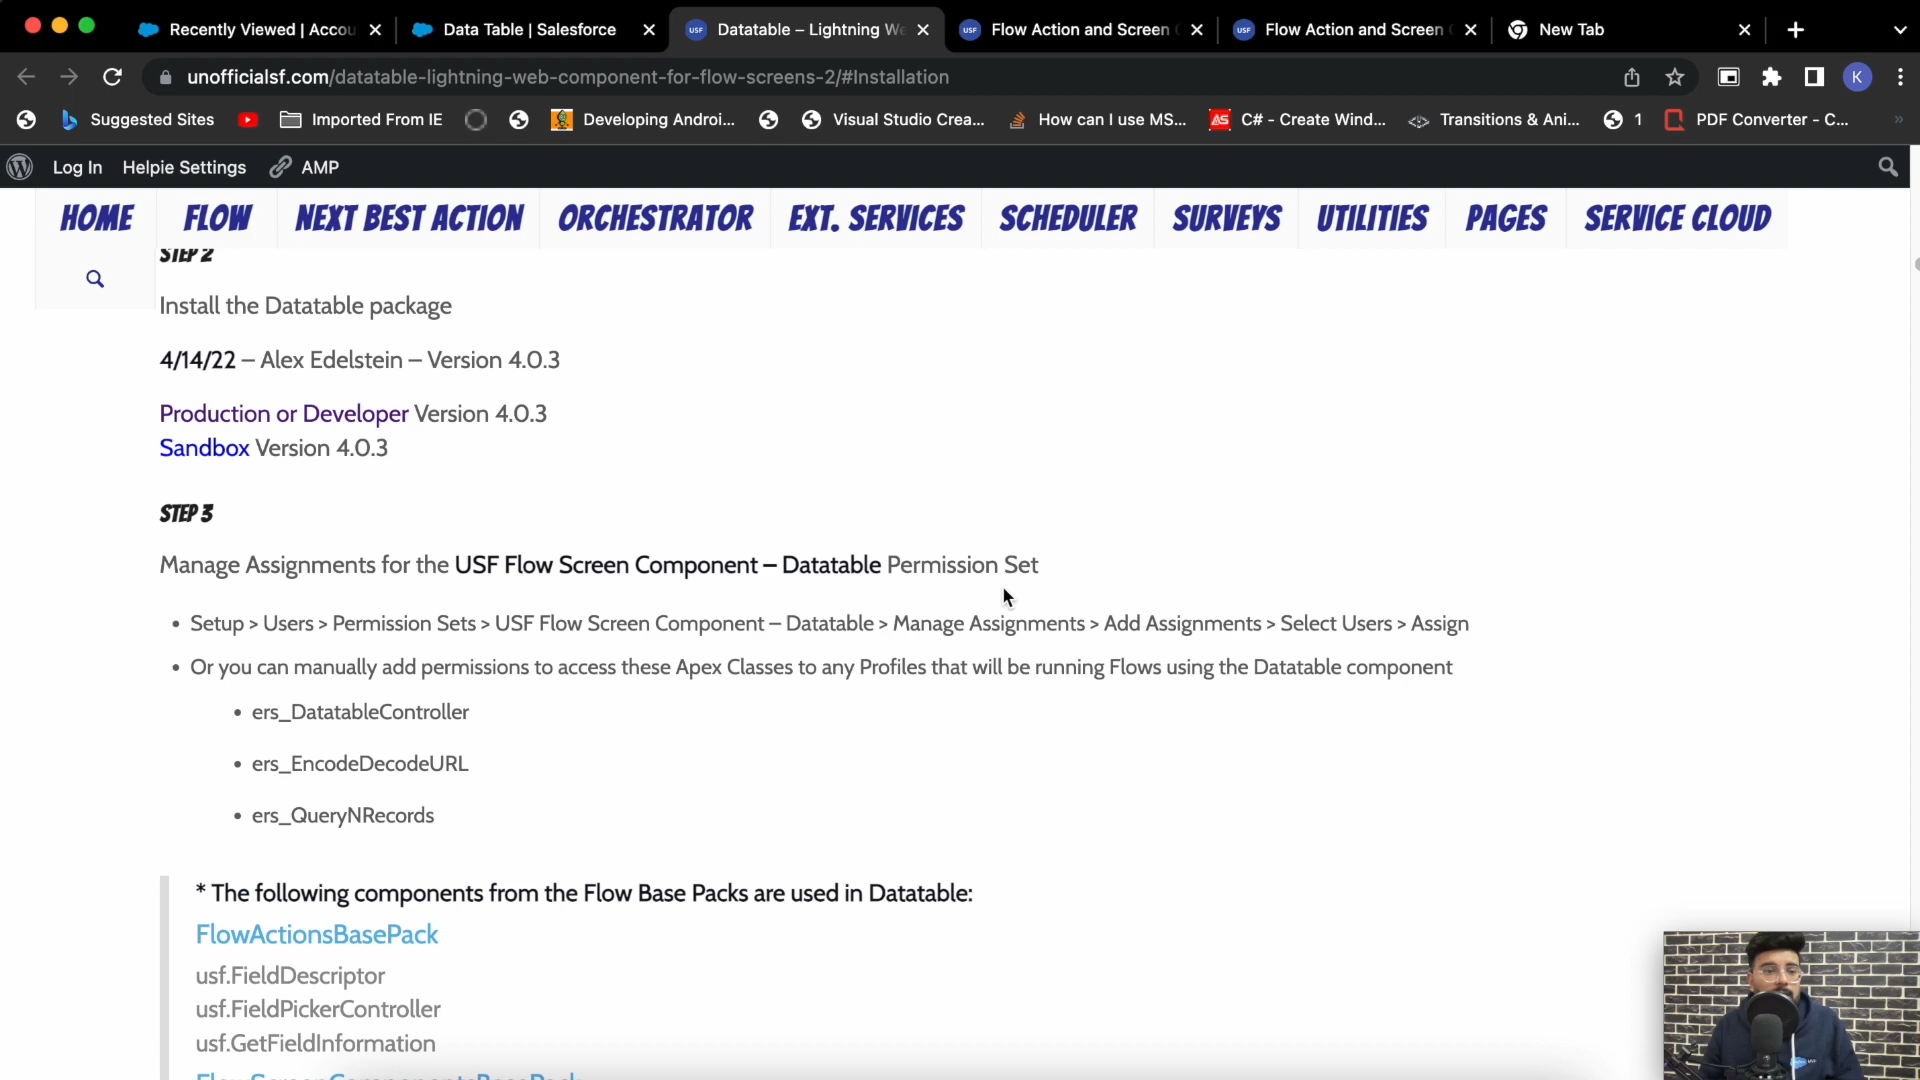 Recently Viewed | Accou
Data Table | Salesforce
USF Datatable – Lightning We
USF Flow Action and Screen C
USF Flow Action and Screen C
New Tab
unofficialsf.com/datatable-lightning-web-component-for-flow-screens-2/#Installation
K
Suggested Sites
Imported From IE
Developing Androi...
Visual Studio Crea...
How can I use MS...
AS C# - Create Wind...
Transitions & Ani...
1
PDF Converter - C...
»
Log In Helpie Settings AMP
HOME FLOW NEXT BEST ACTION ORCHESTRATOR EXT. SERVICES SCHEDULER SURVEYS UTILITIES PAGES SERVICE CLOUD
STEP 2
Install the Datatable package
4/14/22 – Alex Edelstein – Version 4.0.3
Production or Developer Version 4.0.3
Sandbox Version 4.0.3
STEP 3
Manage Assignments for the USF Flow Screen Component – Datatable Permission Set
• Setup > Users > Permission Sets > USF Flow Screen Component – Datatable > Manage Assignments > Add Assignments > Select Users > Assign
• Or you can manually add permissions to access these Apex Classes to any Profiles that will be running Flows using the Datatable component
• ers_DatatableController
• ers_EncodeDecodeURL
• ers_QueryNRecords
* The following components from the Flow Base Packs are used in Datatable:
FlowActionsBasePack
usf.FieldDescriptor
usf.FieldPickerController
usf.GetFieldInformation
FlowScreenComponentsBasePack